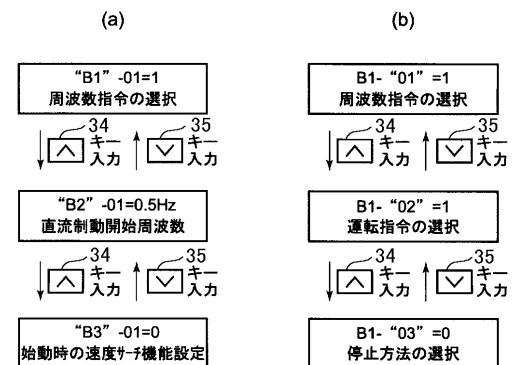 (a)
"B1" -01=1
周波数指令の選択
34
キー
入力
35
キー
入力
"B2" -01=0.5Hz
直流制動開始周波数
34
キー
入力
35
キー
入力
"B3" -01=0
始動時の速度サーチ機能設定
(b)
B1- "01" =1
周波数指令の選択
34
キー
入力
35
キー
入力
B1- "02" =1
運転指令の選択
34
キー
入力
35
キー
入力
B1- "03" =0
停止方法の選択